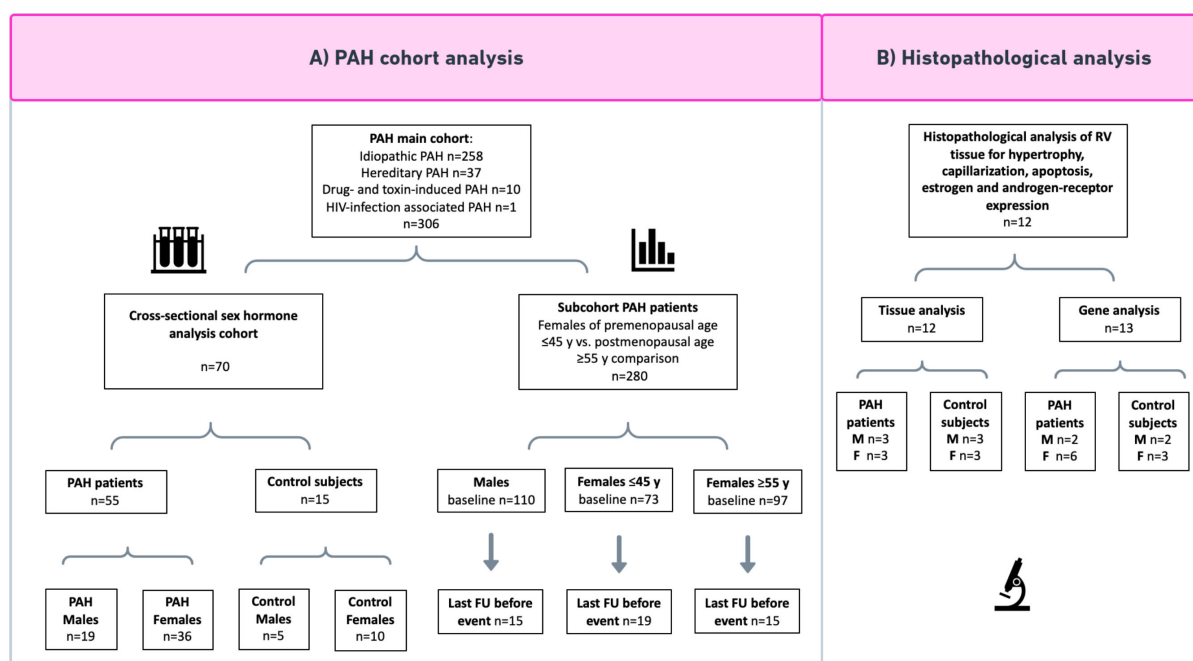 A) PAH cohort analysis
B) Histopathological analysis
PAH main cohort:
Idiopathic PAH n=258
Hereditary PAH n=37
Drug- and toxin-induced PAH n=10
HIV-infection associated PAH n=1
n=306
Cross-sectional sex hormone
analysis cohort
n=70
Subcohort PAH patients
Females of premenopausal age
≤45 y vs. postmenopausal age
≥55 y comparison
n=280
PAH patients
n=55
Control subjects
n=15
Males
baseline n=110
Females ≤45 y
baseline n=73
Females ≥55 y
baseline n=97
PAH
Males
n=19
PAH
Females
n=36
Control
Males
n=5
Control
Females
n=10
Last FU before
event n=15
Last FU before
event n=19
Last FU before
event n=15
Histopathological analysis of RV
tissue for hypertrophy,
capillarization, apoptosis,
estrogen and androgen-receptor
expression
n=12
Tissue analysis
n=12
Gene analysis
n=13
PAH
patients
M n=3
F n=3
Control
subjects
M n=3
F n=3
PAH
patients
M n=2
F n=6
Control
subjects
M n=2
F n=3